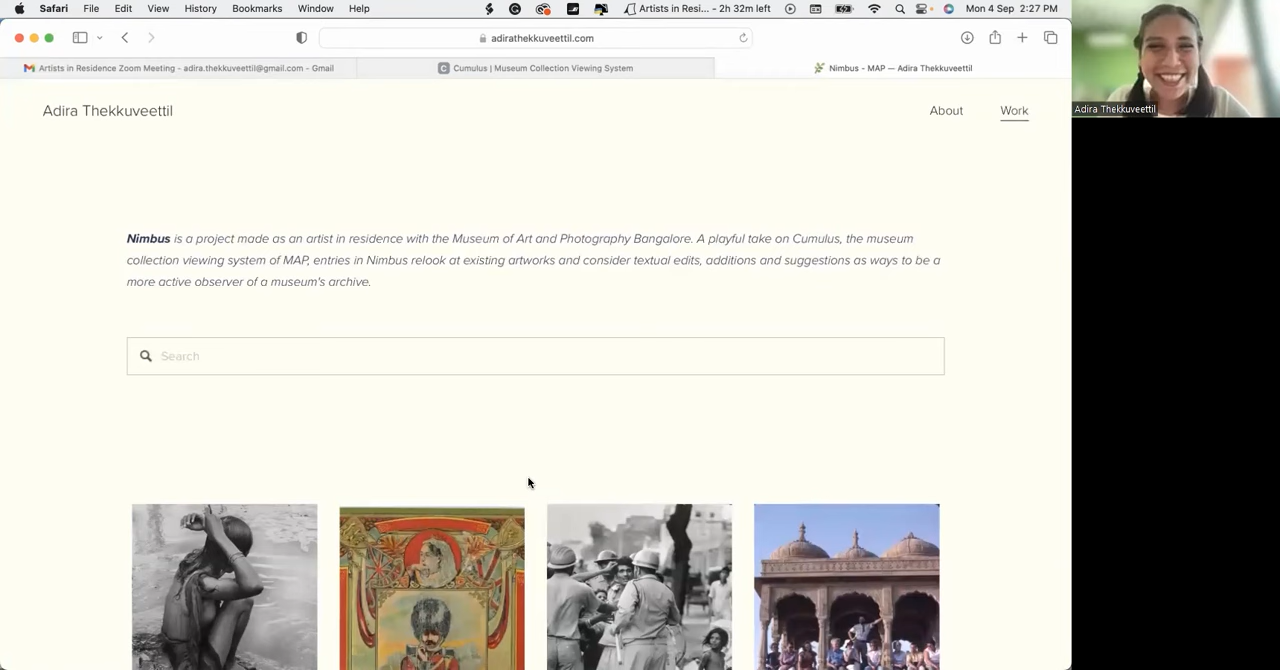 Safari File Edit View History Bookmarks Window Help Artists in Resi... - 2h 32m left Mon 4 Sep 2:27 PM
adirathekkuveettil.com
Artists in Residence Zoom Meeting - adira.thekkuveettil@gmail.com - Gmail
C Cumulus | Museum Collection Viewing System
Nimbus - MAP — Adira Thekkuveettil
Adira Thekkuveettil
Adira Thekkuveettil
About Work
Nimbus is a project made as an artist in residence with the Museum of Art and Photography Bangalore. A playful take on Cumulus, the museum
collection viewing system of MAP, entries in Nimbus relook at existing artworks and consider textual edits, additions and suggestions as ways to be a
more active observer of a museum's archive.
Search